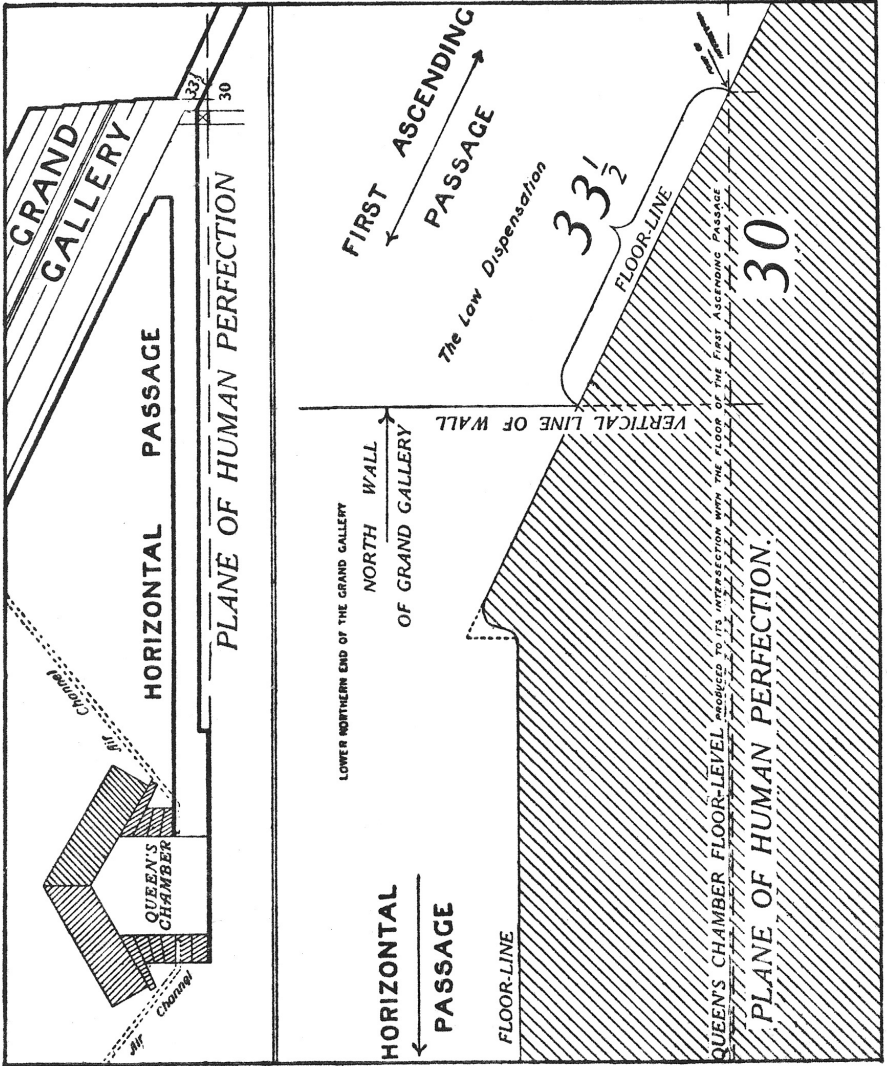 GRAND
GALLERY
33½
30
HORIZONTAL PASSAGE
PLANE OF HUMAN PERFECTION
Air Channel
QUEEN'S
CHAMBER
Air Channel
FIRST ASCENDING
PASSAGE
The Law Dispensation
33½
FLOOR-LINE
POINT OF
INTERSECTION
VERTICAL LINE OF WALL
LOWER NORTHERN END OF THE GRAND GALLERY
NORTH WALL
OF GRAND GALLERY
HORIZONTAL
PASSAGE
FLOOR-LINE
QUEEN'S CHAMBER FLOOR-LEVEL PRODUCED TO ITS INTERSECTION WITH THE FLOOR OF THE FIRST ASCENDING PASSAGE
30
PLANE OF HUMAN PERFECTION.